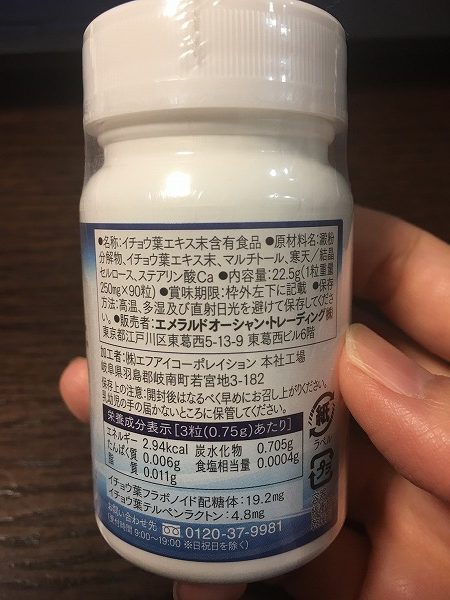 ●名称:イチョウ葉エキス末含有食品 ●原材料名:澱粉
分解物、イチョウ葉エキス末、マルチトール、寒天／結晶
セルロース、ステアリン酸Ca ●内容量:22.5g(1粒重量
250mg×90粒) ●賞味期限:枠外左下に記載 ●保存
方法:高温、多湿及び直射日光を避けて保存してくださ
い。●販売者:エメラルドオーシャン・トレーディング㈱
東京都江戸川区東葛西5-13-9 東葛西ビル6階
加工者:㈱エフアイコーポレイション 本社工場
岐阜県羽島郡岐南町若宮地3-182
保存上の注意:開封後はなるべく早めにお召し上がりください。
乳幼児の手の届かないところに保管してください。
栄養成分表示[3粒(0.75g)あたり]
エネルギー 2.94kcal 炭水化物 0.705g
たんぱく質 0.006g 食塩相当量 0.0004g
脂質 0.011g
イチョウ葉フラボノイド配糖体:19.2mg
イチョウ葉テルペンラクトン:4.8mg
お問い合わせ先 0120-37-9981
(受付時間 9:00〜19:00 ※日祝日を除く)
紙
ラベル
プラ